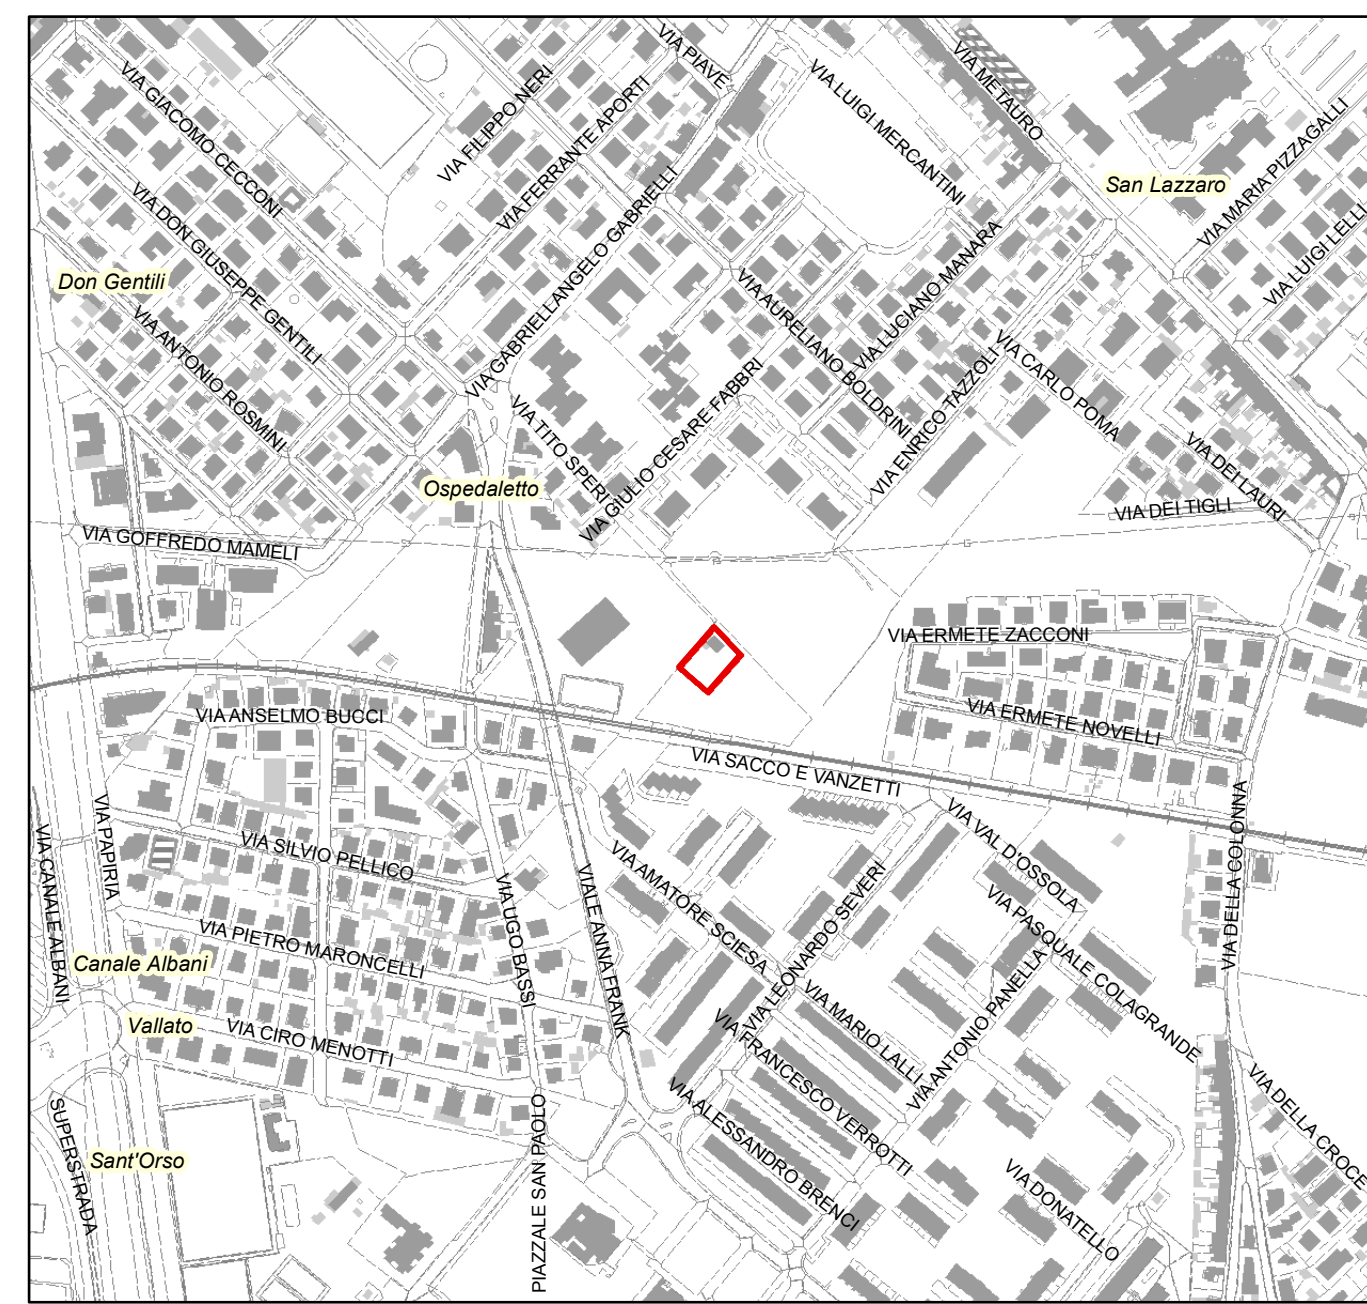 VIA PIAVE
VIA METAURO
VIA LUIGI MERCANTINI
VIA GIACOMO CECCONI
VIA FILIPPO NERI
VIA FERRANTE APORTI
VIA MARIA PIZZAGALLI
San Lazzaro
VIA DON GIUSEPPE GENTILI
VIA GABRIELLANGELO GABRIELLI
VIA LUCIANO MANARA
VIA LUIGI LELLI
Don Gentili
VIA AURELIANO BOLDRINI
VIA ANTONIO ROSMINI
VIA CARLO POMA
VIA ENRICO TAZZOLI
VIA GIULIO CESARE FABBRI
VIA TITO SPERI
VIA DEI LAURI
Ospedaletto
VIA DEI TIGLI
VIA GOFFREDO MAMELI
VIA ERMETE ZACCONI
VIA ANSELMO BUCCI
VIA ERMETE NOVELLI
VIA SACCO E VANZETTI
VIA PAPIRIA
VIA CANALE ALBANI
VIA SILVIO PELLICO
VIA VAL D'OSSOLA
VIA DELLA COLONNA
VIA AMATORE SCIESA
VIALE ANNA FRANK
VIA UGO BASSI
VIA LEONARDO SEVERI
VIA PASQUALE COLAGRANDE
VIA PIETRO MARONCELLI
Canale Albani
VIA ANTONIO PANELLA
VIA MARIO LALLI
Vallato
VIA CIRO MENOTTI
VIA FRANCESCO VERROTTI
VIA ALESSANDRO BRENCI
VIA DELLA CROCE
SUPERSTRADA
PIAZZALE SAN PAOLO
Sant'Orso
VIA DONATELLO